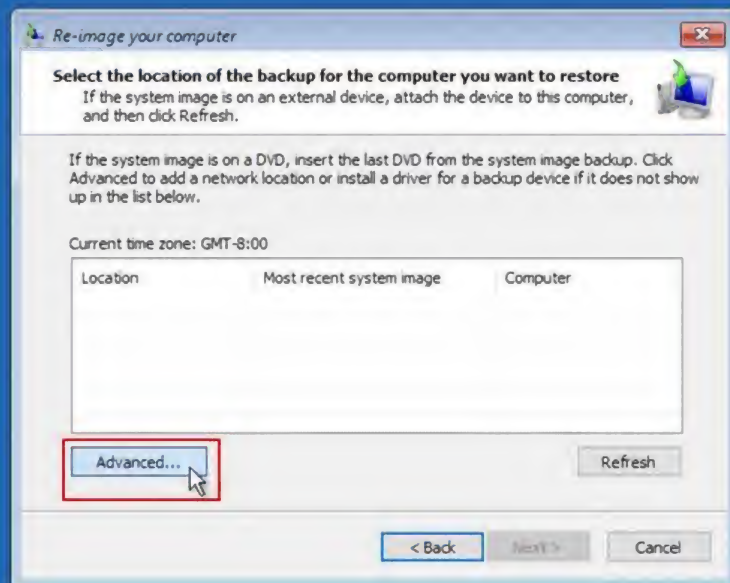 Re-image your computer
Select the location of the backup for the computer you want to restore
If the system image is on an external device, attach the device to this computer,
and then click Refresh.
If the system image is on a DVD, insert the last DVD from the system image backup. Click
Advanced to add a network location or install a driver for a backup device if it does not show
up in the list below.
Current time zone: GMT-8:00
Location Most recent system image Computer
Advanced... Refresh
< Back Next > Cancel